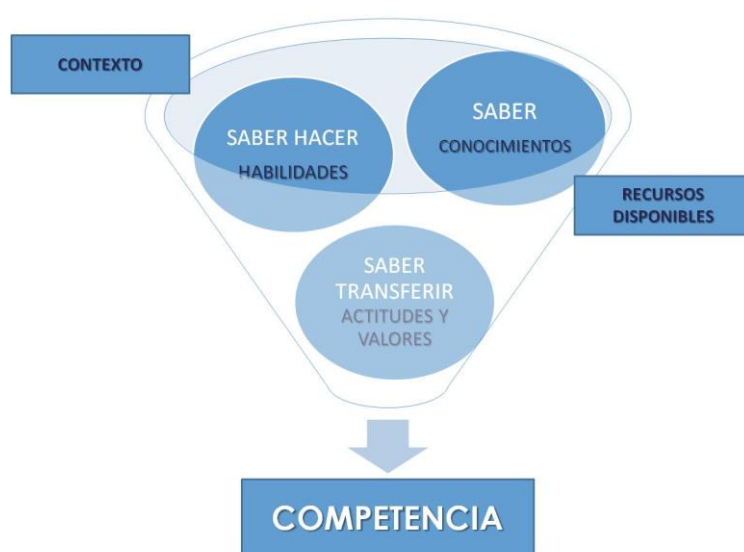 CONTEXTO
SABER
CONOCIMIENTOS
SABER HACER
HABILIDADES
RECURSOS
DISPONIBLES
SABER
TRANSFERIR
ACTITUDES Y
VALORES
COMPETENCIA